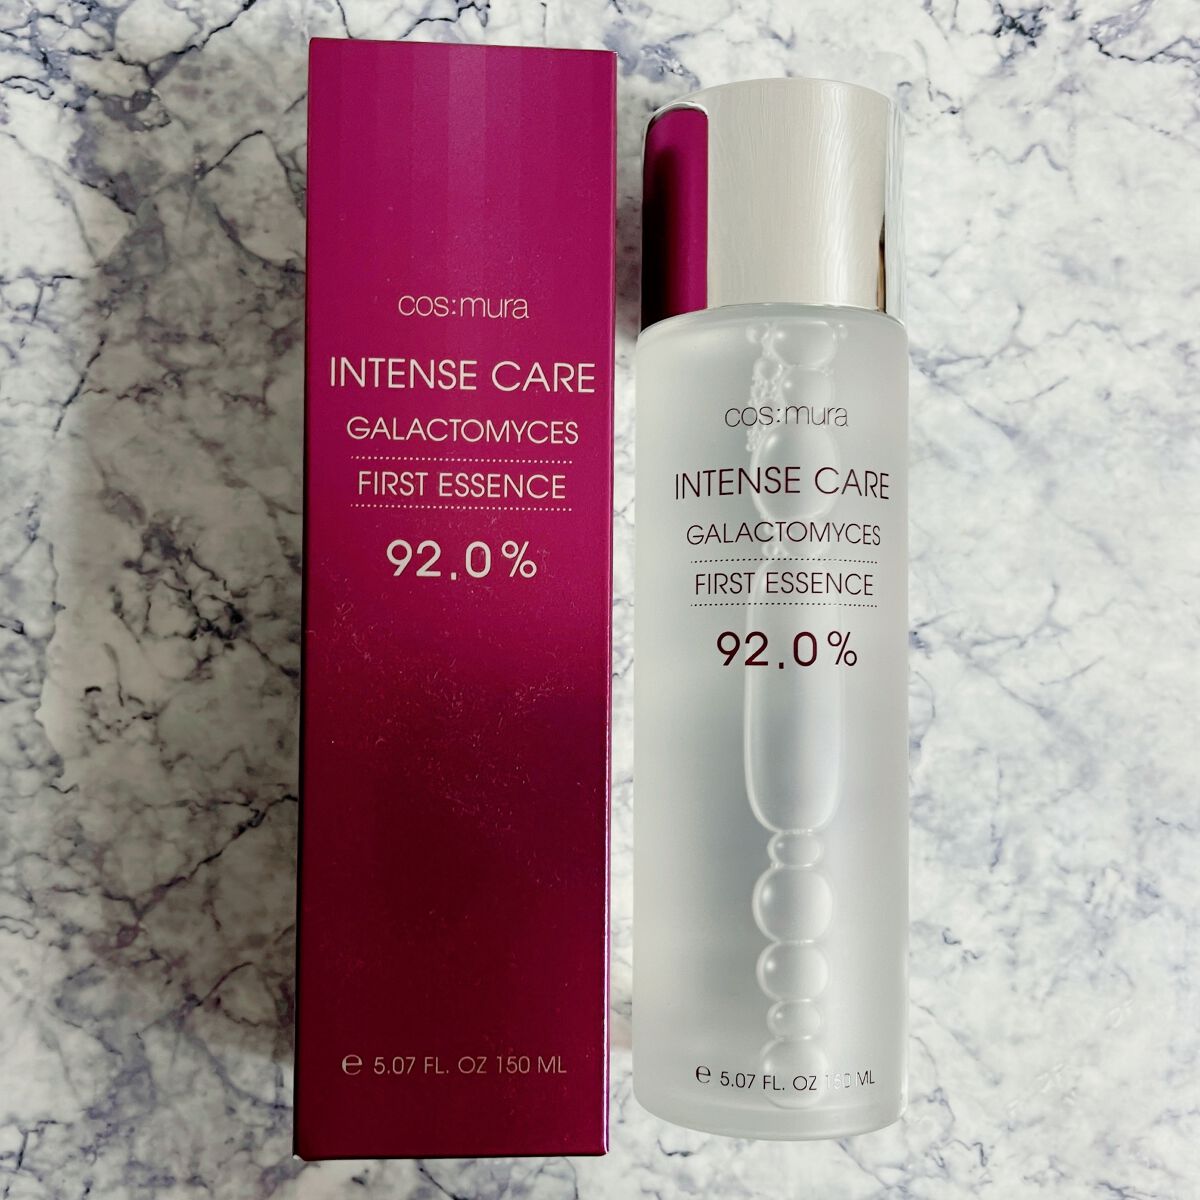 cos:mura
INTENSE CARE
GALACTOMYCES
FIRST ESSENCE
92.0%
℮ 5.07 FL. OZ 150 ML
cos:mura
INTENSE CARE
GALACTOMYCES
FIRST ESSENCE
92.0%
℮ 5.07 FL. OZ 150 ML